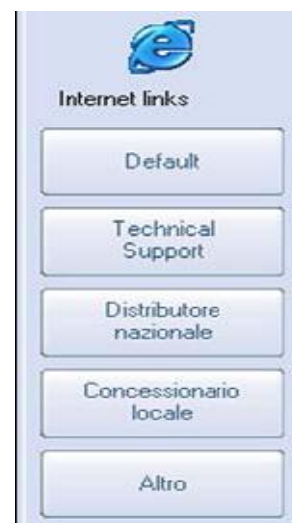 Internet links
Default
Technical
Support
Distributore
nazionale
Concessionario
locale
Altro